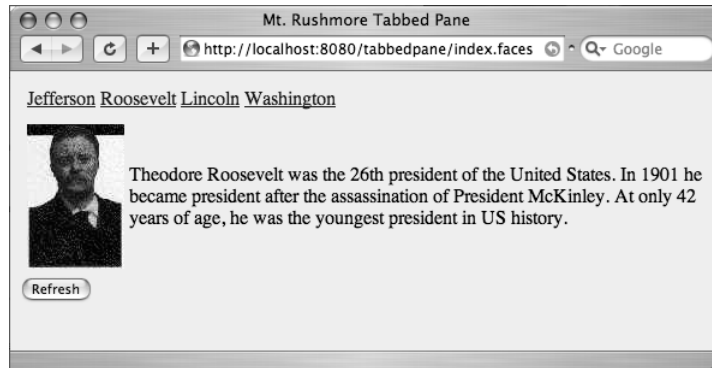 Mt. Rushmore Tabbed Pane
http://localhost:8080/tabbedpane/index.faces
Google
Jefferson Roosevelt Lincoln Washington
Theodore Roosevelt was the 26th president of the United States. In 1901 he
became president after the assassination of President McKinley. At only 42
years of age, he was the youngest president in US history.
Refresh